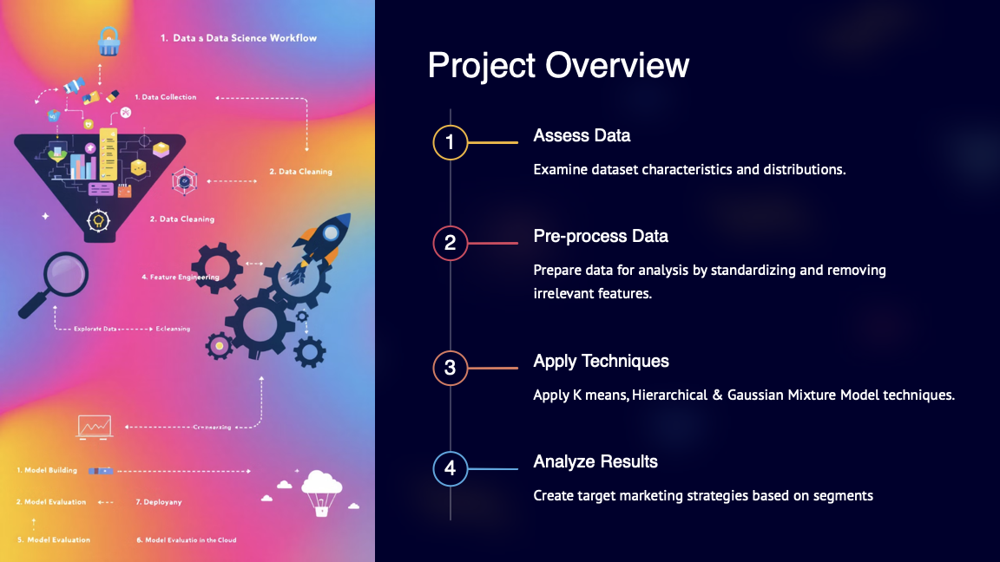 1. Data a Data Science Workflow
1. Data Collection
2. Data Cleaning
2. Data Cleaning
4. Feature Engineering
Explorate Data
Ecleansing
1. Model Building
2. Model Evaluation
7. Deployany
5. Model Evaluation
6. Model Evaluatio in the Cloud
Project Overview
1
Assess Data
Examine dataset characteristics and distributions.
2
Pre-process Data
Prepare data for analysis by standardizing and removing
irrelevant features.
3
Apply Techniques
Apply K means, Hierarchical & Gaussian Mixture Model techniques.
4
Analyze Results
Create target marketing strategies based on segments